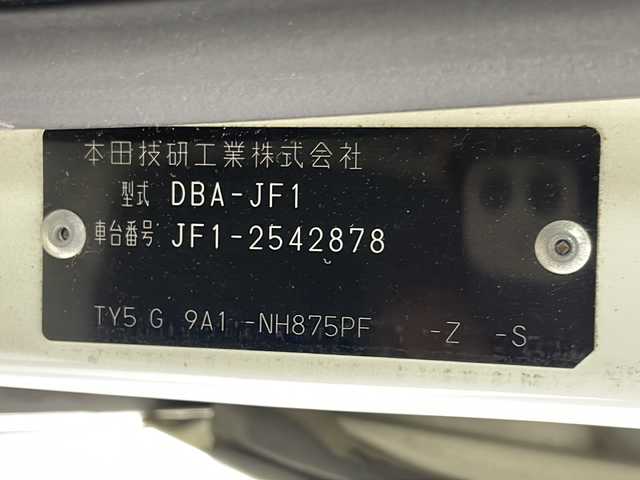 本田技研工業株式会社
型式 DBA-JF1
車台番号 JF1-2542878
TY5 G 9A1 -NH875PF -Z -S